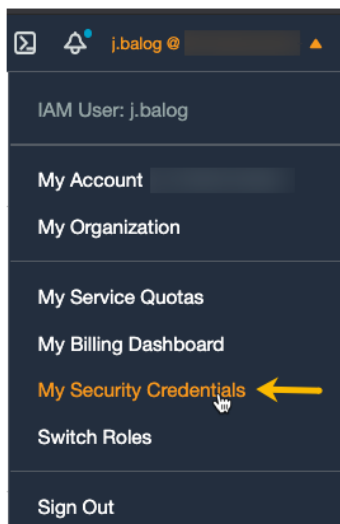 j.balog @
IAM User: j.balog
My Account
My Organization
My Service Quotas
My Billing Dashboard
My Security Credentials
Switch Roles
Sign Out